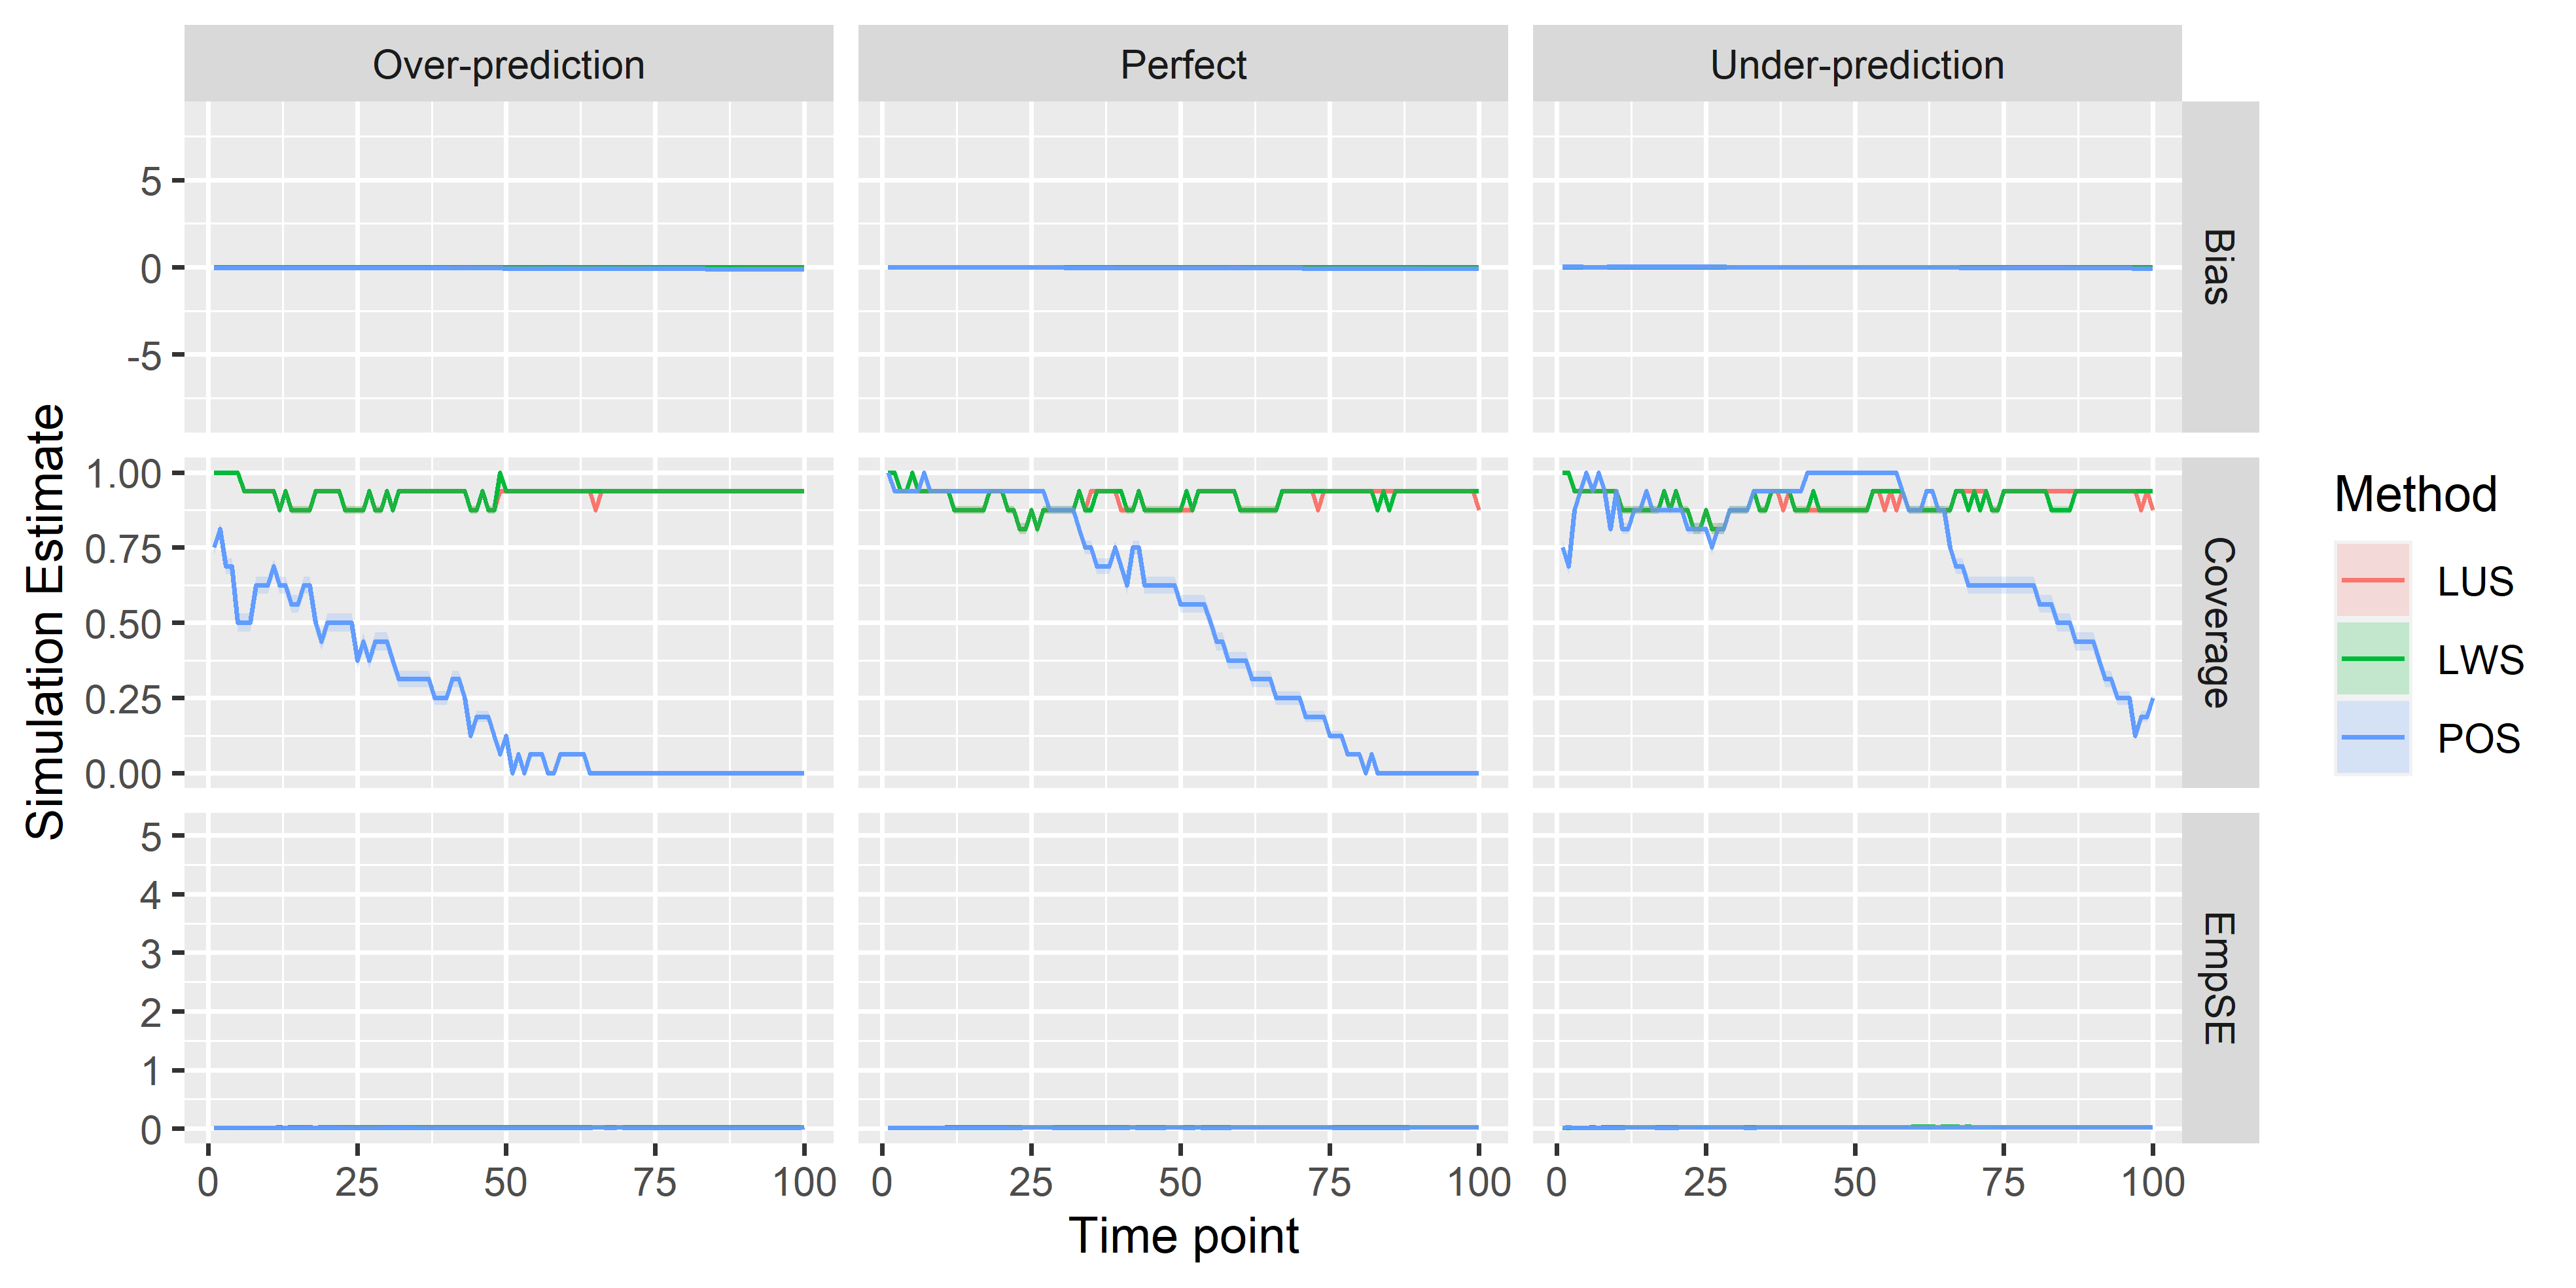 Over-prediction Perfect Under-prediction
5
0
-5
Bias
1.00
0.75
0.50
0.25
0.00
Coverage
5
4
3
2
1
0
EmpSE
0 25 50 75 100 0 25 50 75 100 0 25 50 75 100
Time point
Simulation Estimate
Method
LUS
LWS
POS